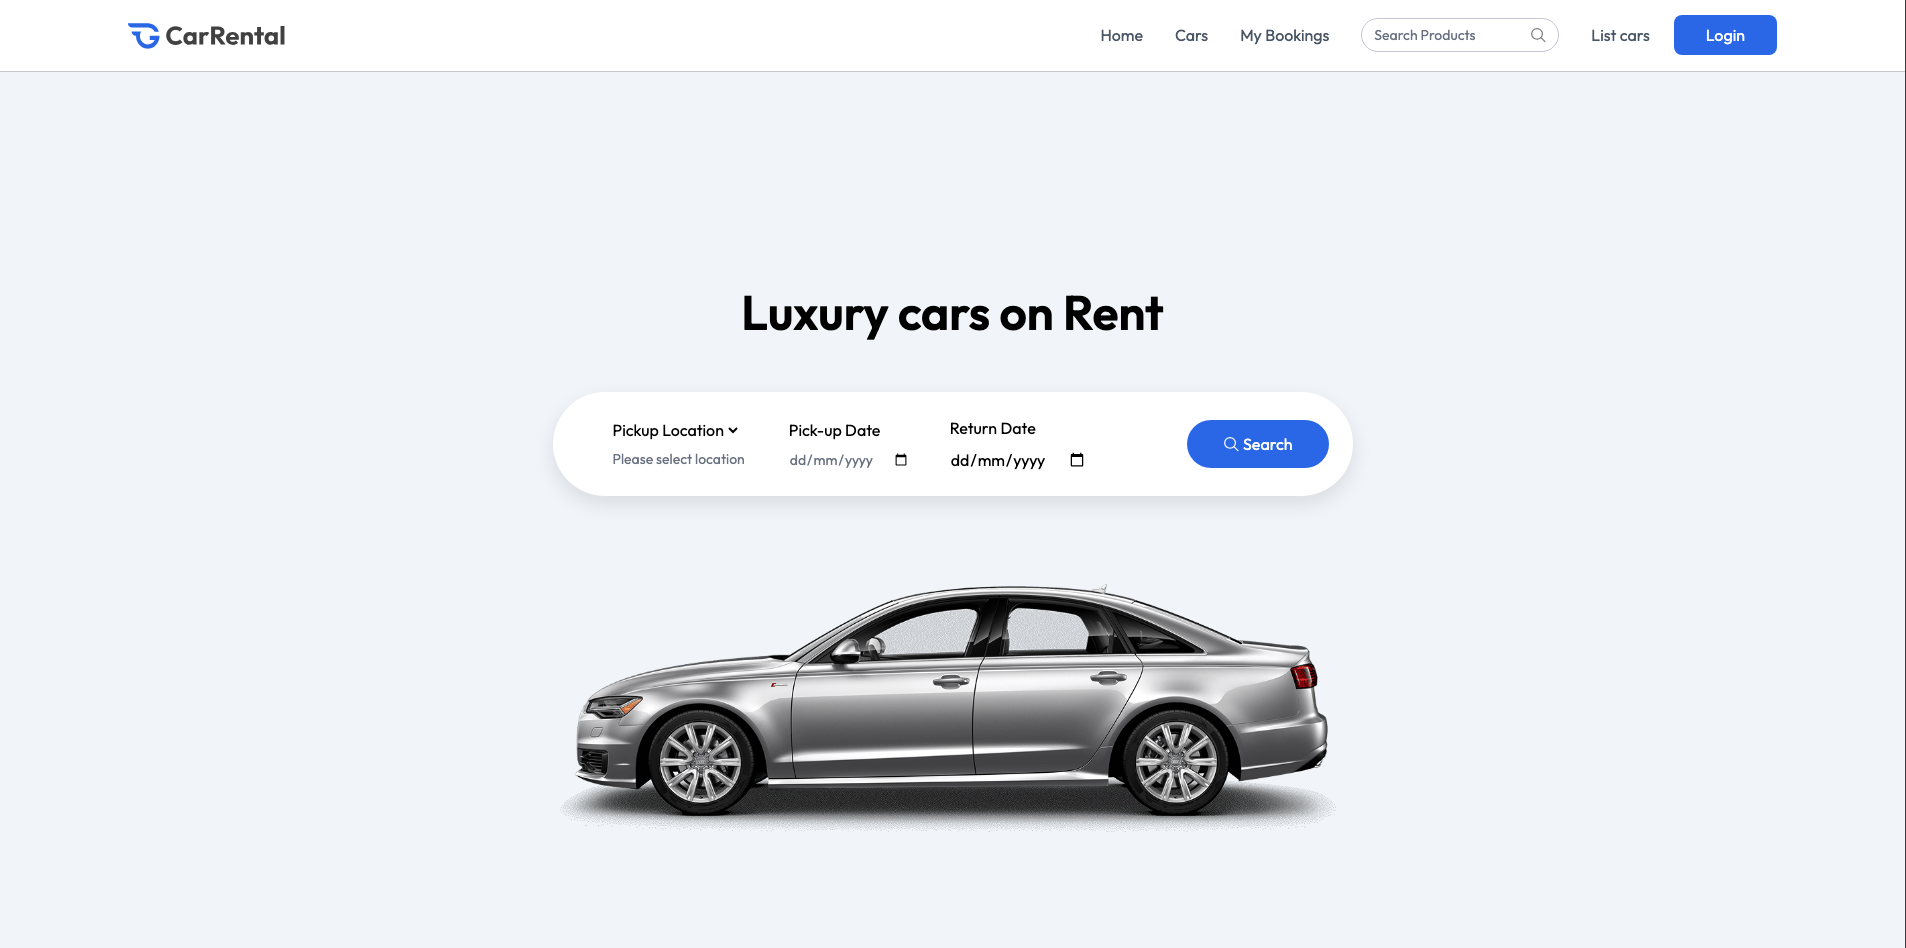 CarRental
Home Cars My Bookings Search Products List cars Login
Luxury cars on Rent
Pickup Location Pick-up Date Return Date
Please select location dd/mm/yyyy dd/mm/yyyy
Search